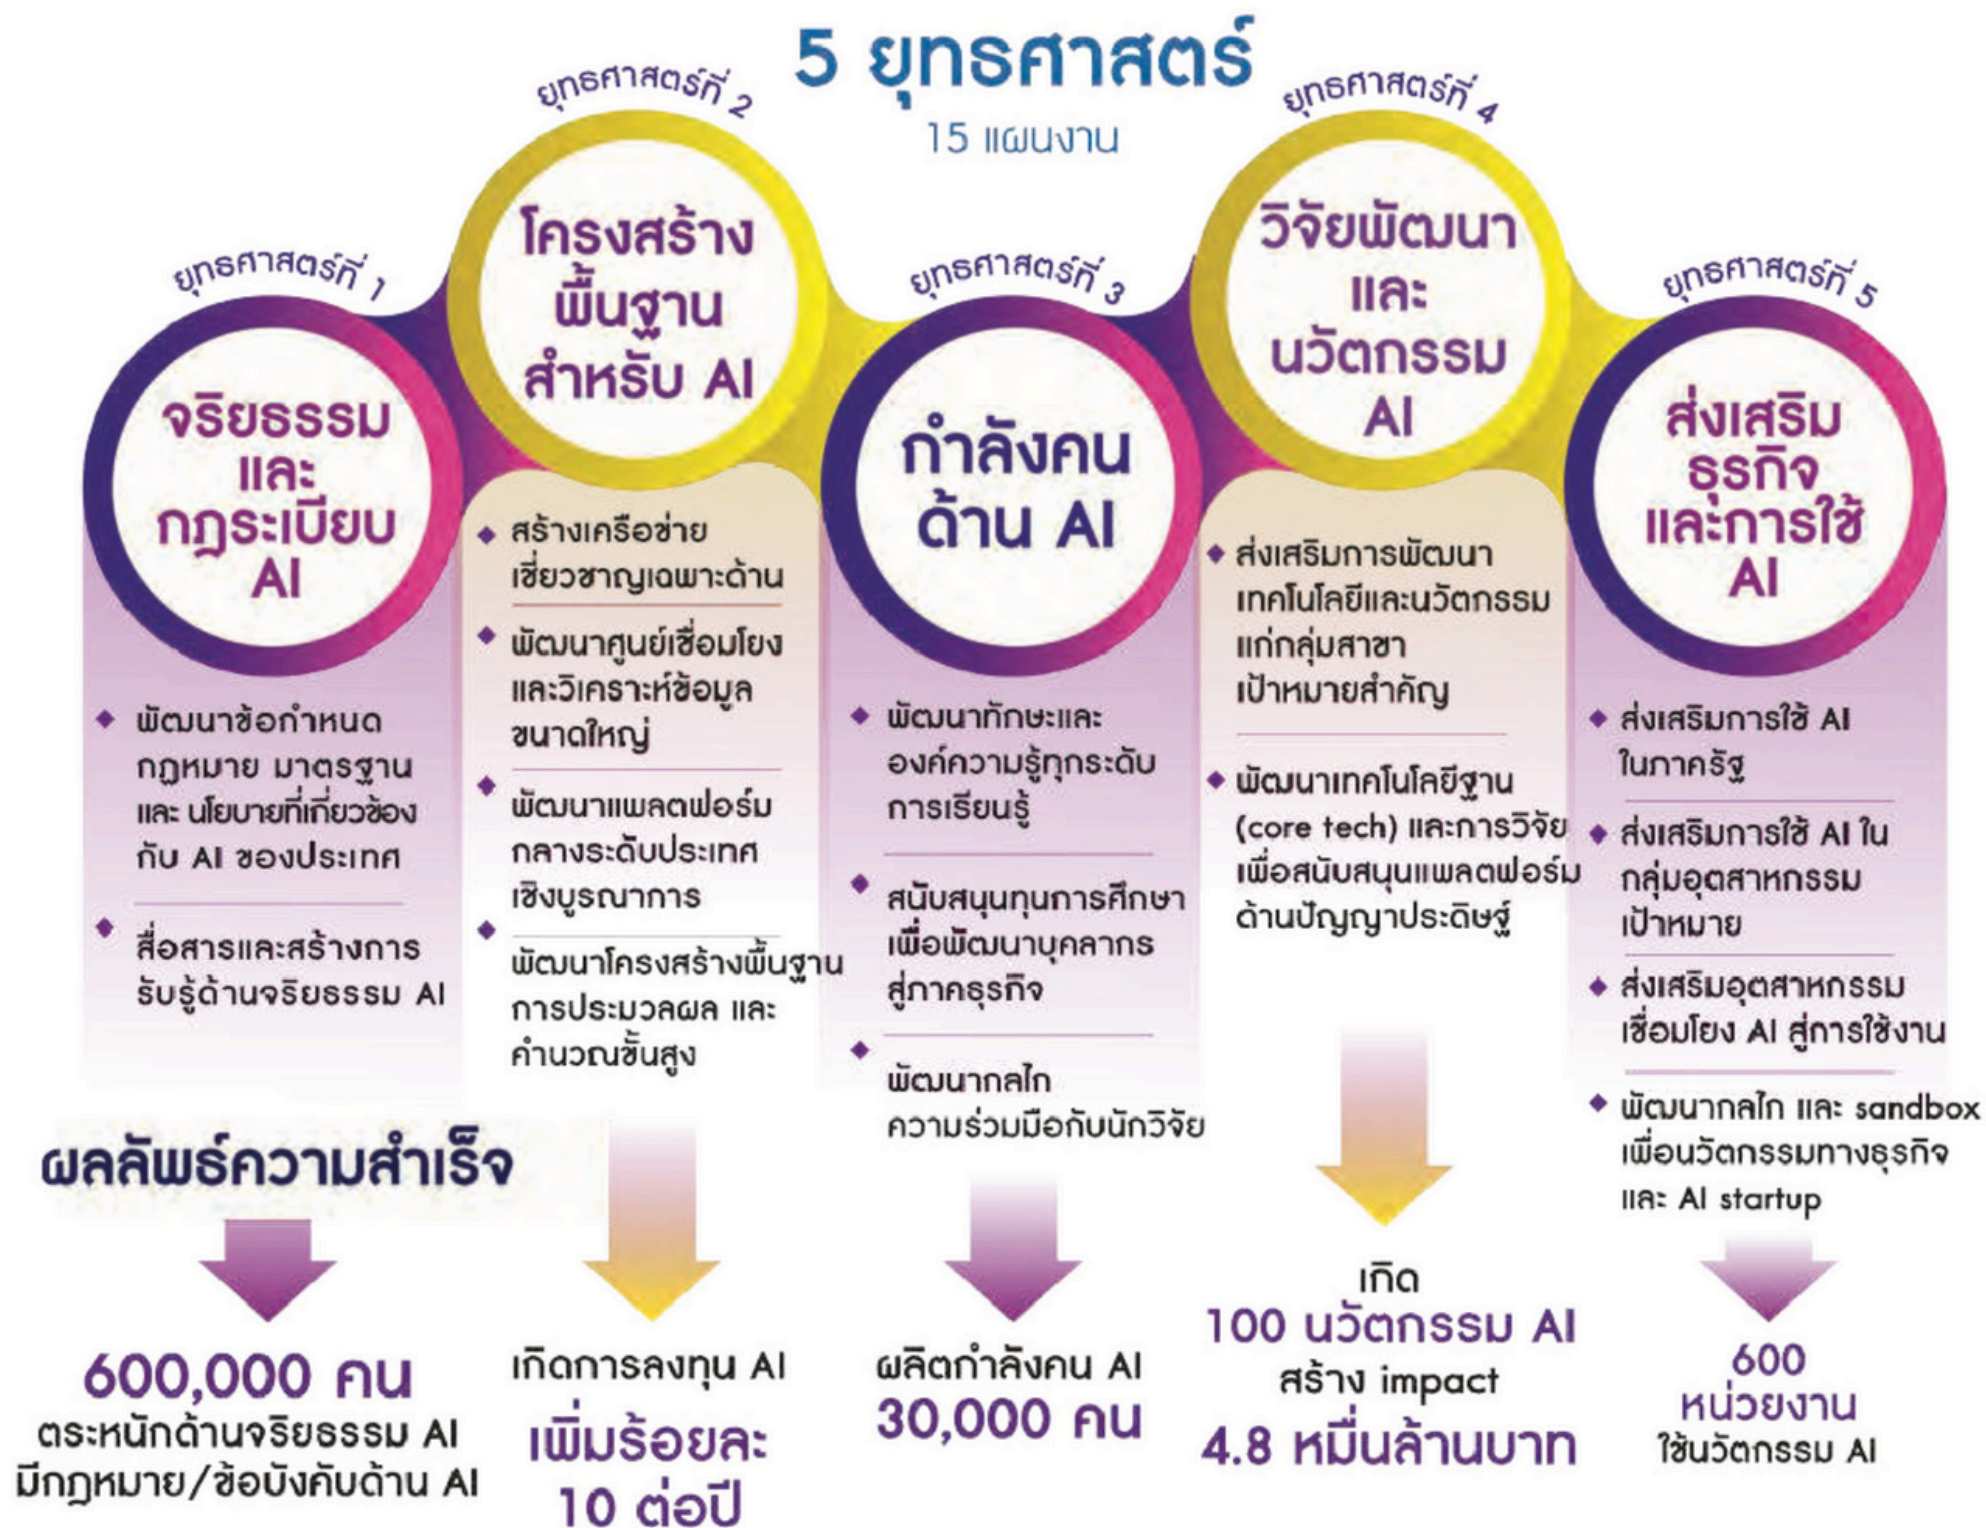 5 ยุทธศาสตร์
15 แผนงาน
ยุทธศาสตร์ที่ 1
จริยธรรม
และ
กฎระเบียบ
AI
พัฒนาข้อกำหนด
กฎหมาย มาตรฐาน
และ นโยบายที่เกี่ยวข้อง
กับ AI ของประเทศ
สื่อสารและสร้างการ
รับรู้ด้านจริยธรรม AI
ยุทธศาสตร์ที่ 2
โครงสร้าง
พื้นฐาน
สำหรับ AI
สร้างเครือข่าย
เชี่ยวชาญเฉพาะด้าน
พัฒนาศูนย์เชื่อมโยง
และวิเคราะห์ข้อมูล
ขนาดใหญ่
พัฒนาแพลตฟอร์ม
กลางระดับประเทศ
เชิงบูรณาการ
พัฒนาโครงสร้างพื้นฐาน
การประมวลผล และ
คำนวณขั้นสูง
ยุทธศาสตร์ที่ 3
กำลังคน
ด้าน AI
พัฒนาทักษะและ
องค์ความรู้ทุกระดับ
การเรียนรู้
สนับสนุนทุนการศึกษา
เพื่อพัฒนาบุคลากร
สู่ภาคธุรกิจ
พัฒนากลไก
ความร่วมมือกับนักวิจัย
ยุทธศาสตร์ที่ 4
วิจัยพัฒนา
และ
นวัตกรรม
AI
ส่งเสริมการพัฒนา
เทคโนโลยีและนวัตกรรม
แก่กลุ่มสาขา
เป้าหมายสำคัญ
พัฒนาเทคโนโลยีฐาน
(core tech) และการวิจัย
เพื่อสนับสนุนแพลตฟอร์ม
ด้านปัญญาประดิษฐ์
ยุทธศาสตร์ที่ 5
ส่งเสริม
ธุรกิจ
และการใช้
AI
ส่งเสริมการใช้ AI
ในภาครัฐ
ส่งเสริมการใช้ AI ใน
กลุ่มอุตสาหกรรม
เป้าหมาย
ส่งเสริมอุตสาหกรรม
เชื่อมโยง AI สู่การใช้งาน
พัฒนากลไก และ sandbox
เพื่อนวัตกรรมทางธุรกิจ
และ AI startup
ผลลัพธ์ความสำเร็จ
600,000 คน
ตระหนักด้านจริยธรรม AI
มีกฎหมาย/ข้อบังคับด้าน AI
เกิดการลงทุน AI
เพิ่มร้อยละ
10 ต่อปี
ผลิตกำลังคน AI
30,000 คน
เกิด
100 นวัตกรรม AI
สร้าง impact
4.8 หมื่นล้านบาท
600
หน่วยงาน
ใช้นวัตกรรม AI